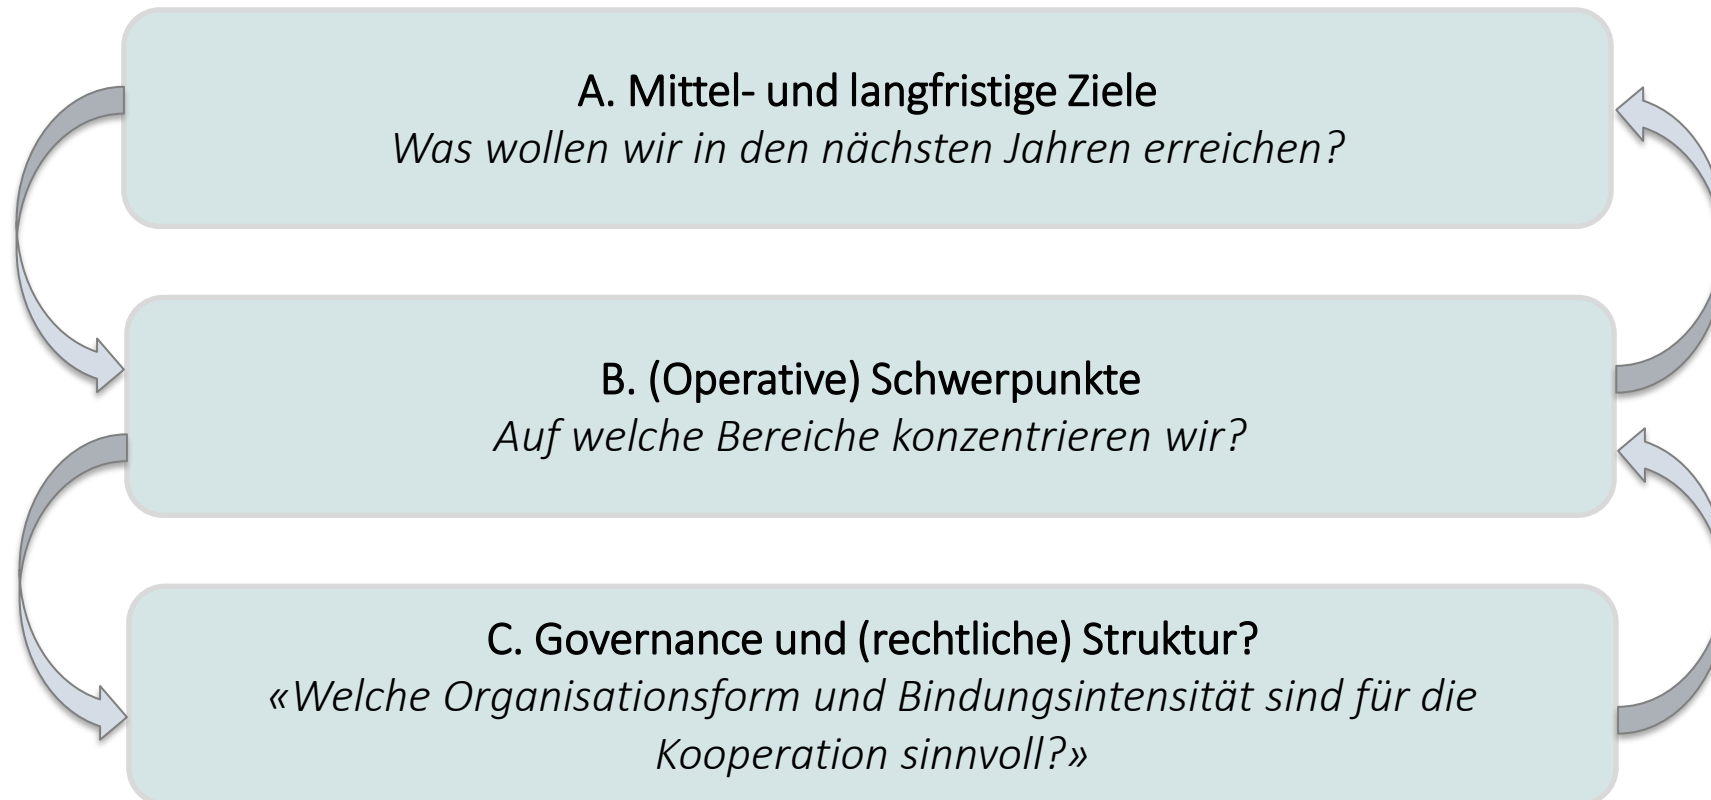 A. Mittel- und langfristige Ziele
Was wollen wir in den nächsten Jahren erreichen?
B. (Operative) Schwerpunkte
Auf welche Bereiche konzentrieren wir?
C. Governance und (rechtliche) Struktur?
«Welche Organisationsform und Bindungsintensität sind für die
Kooperation sinnvoll?»